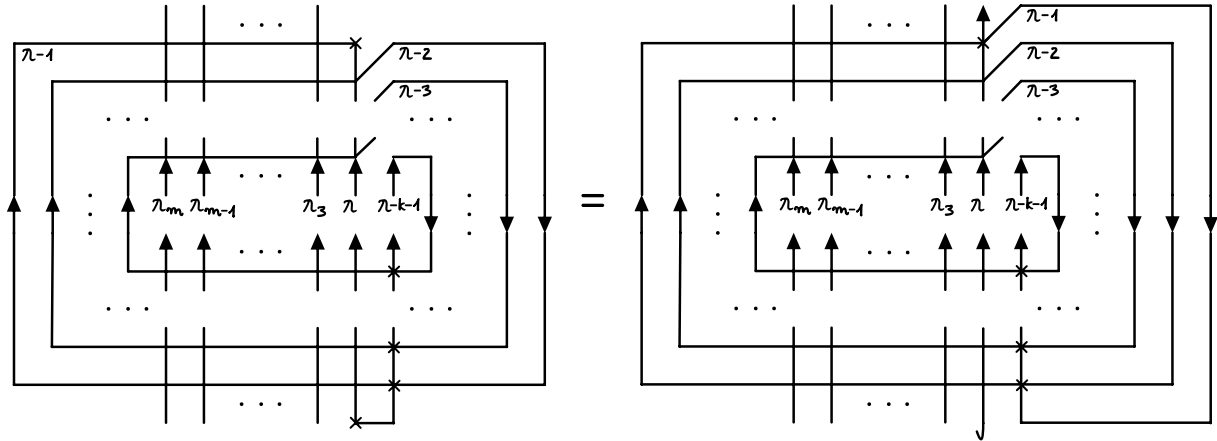 n-1 n-2 n-1
n-2
n-3 n-3
n_m n_{m-1} n_3 n n-k-1 = n_m n_{m-1} n_3 n n-k-1